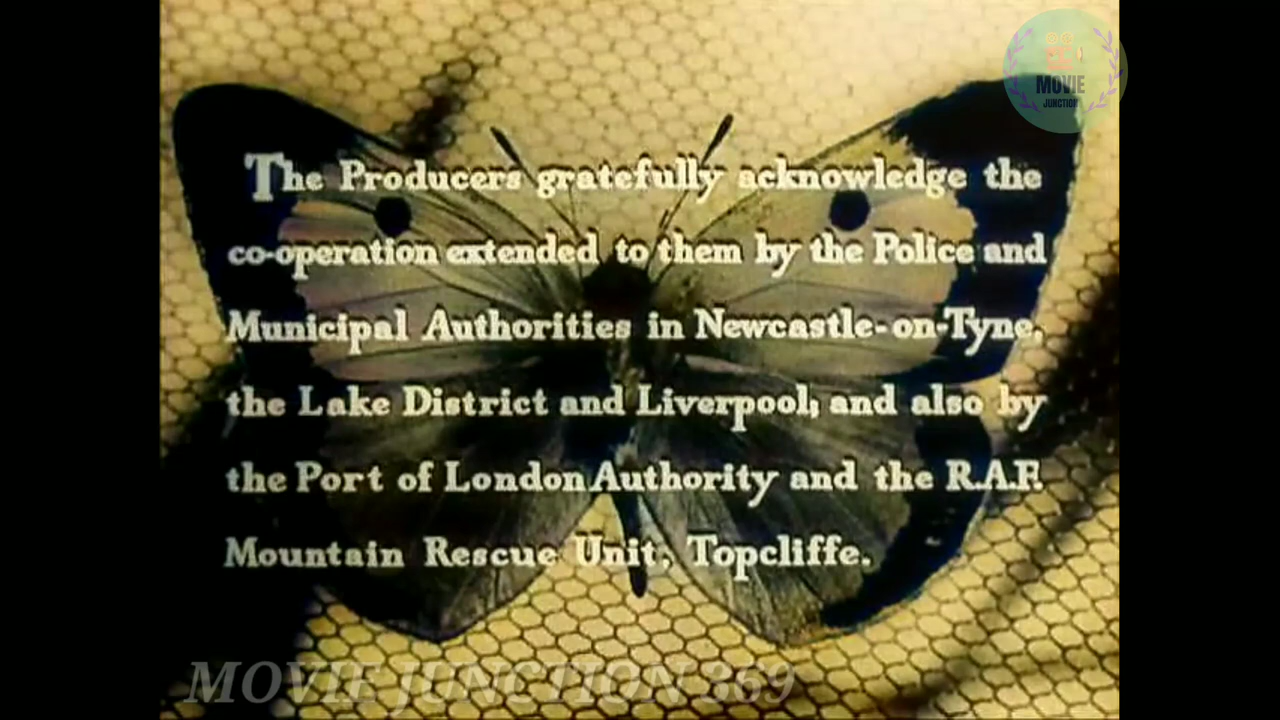 MOVIE
JUNCTION
The Producers gratefully acknowledge the
co-operation extended to them by the Police and
Municipal Authorities in Newcastle-on-Tyne,
the Lake District and Liverpool; and also by
the Port of London Authority and the R.A.F.
Mountain Rescue Unit, Topcliffe.
MOVIE JUNCTION 369